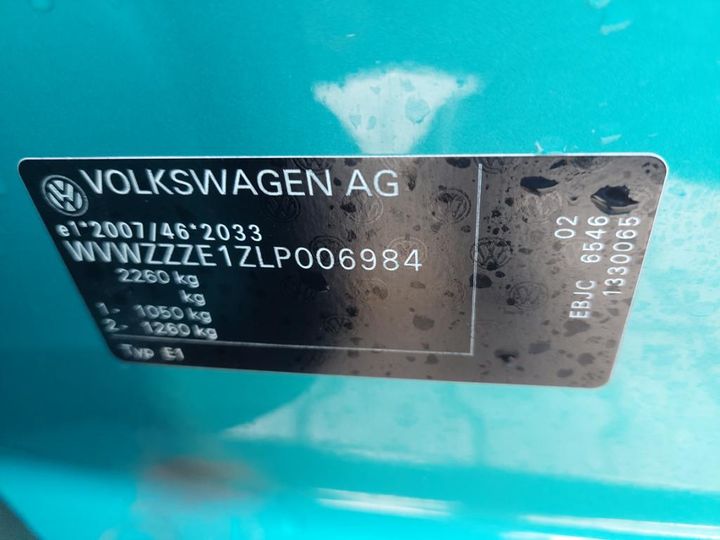 VOLKSWAGEN AG
e1*2007/46*2033
WVWZZZE1ZLP006984
2260 kg
kg
1.- 1050 kg
2.- 1260 kg
Typ E1
02
EBJC 6546
1330065